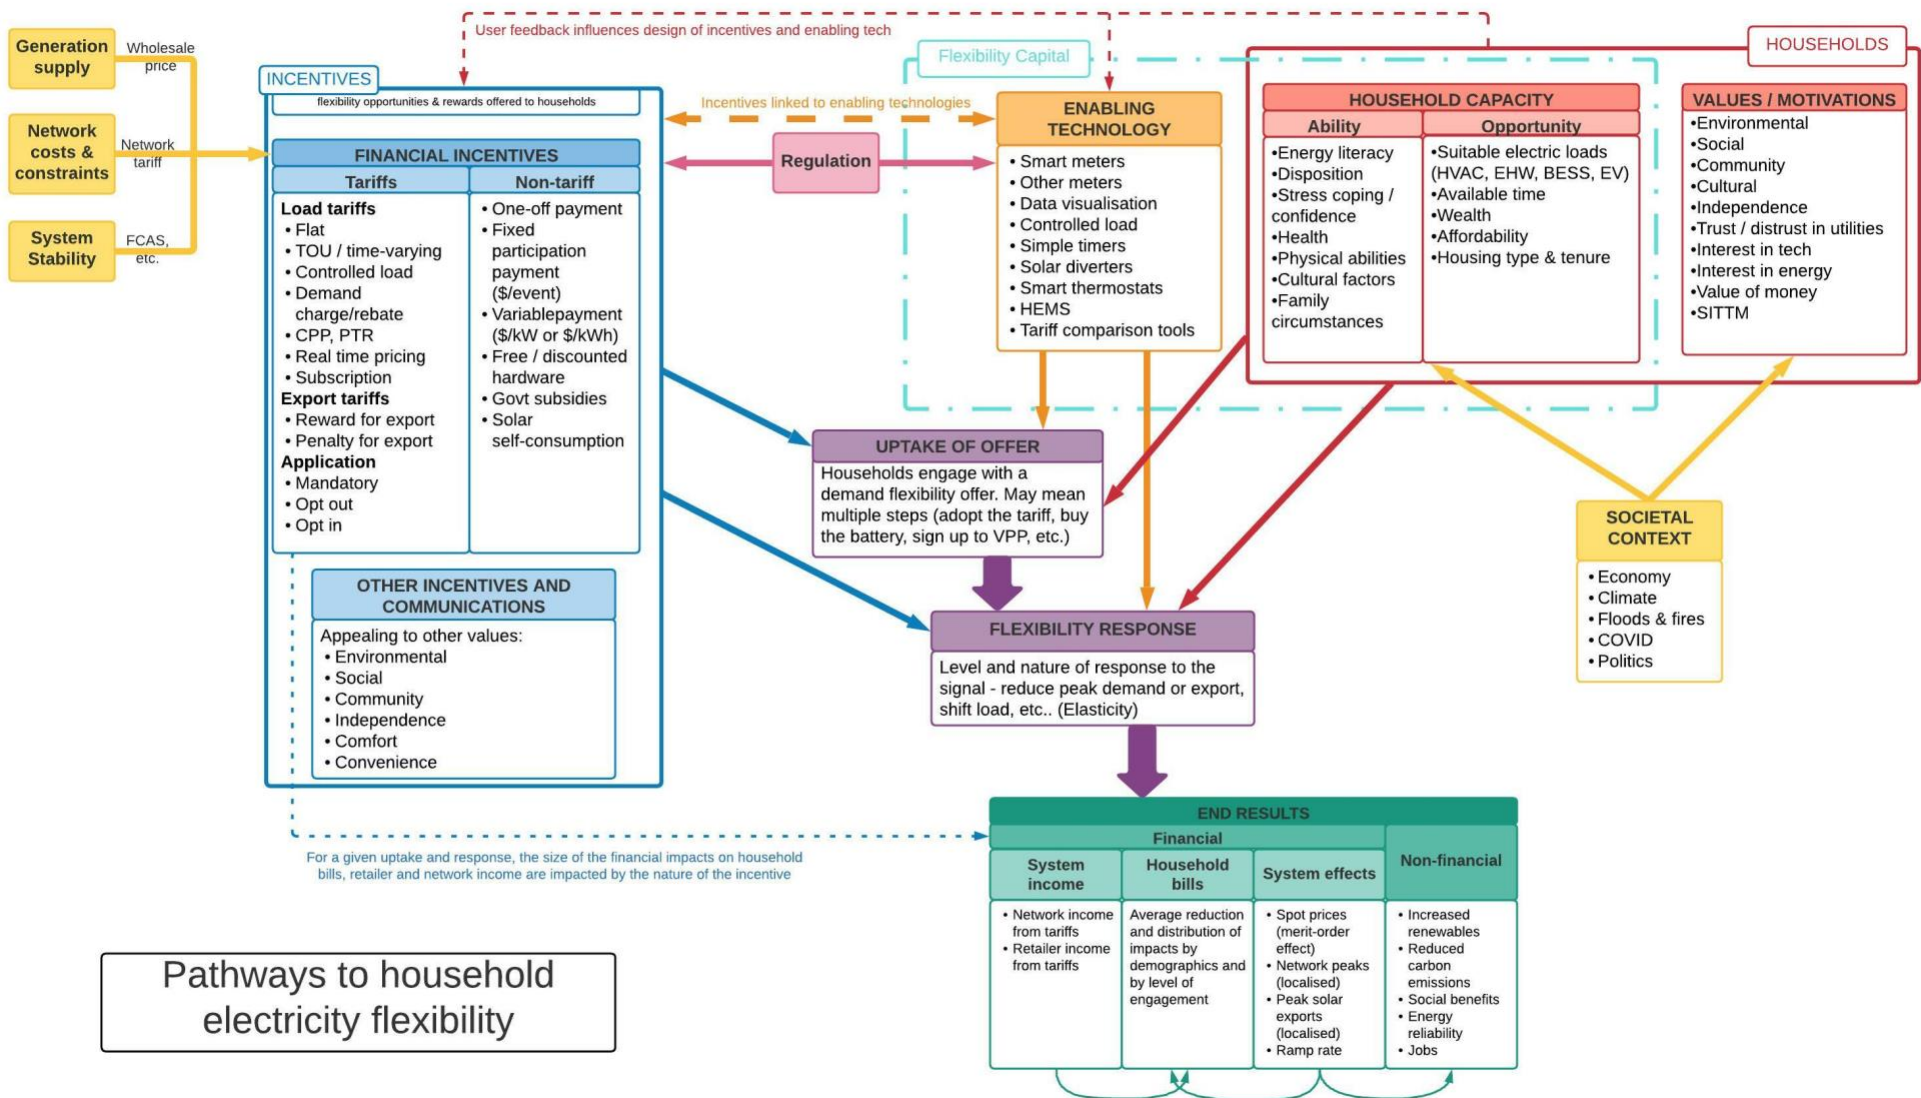 User feedback influences design of incentives and enabling tech
Generation
supply
Wholesale
price
Network
costs &
constraints
Network
tariff
System
Stability
FCAS,
etc.
INCENTIVES
flexibility opportunities & rewards offered to households
FINANCIAL INCENTIVES
Tariffs
Load tariffs
• Flat
• TOU / time-varying
• Controlled load
• Demand
charge/rebate
• CPP, PTR
• Real time pricing
• Subscription
Export tariffs
• Reward for export
• Penalty for export
Application
• Mandatory
• Opt out
• Opt in
Non-tariff
• One-off payment
• Fixed
participation
payment
($/event)
• Variablepayment
($/kW or $/kWh)
• Free / discounted
hardware
• Govt subsidies
• Solar
self-consumption
OTHER INCENTIVES AND
COMMUNICATIONS
Appealing to other values:
• Environmental
• Social
• Community
• Independence
• Comfort
• Convenience
Incentives linked to enabling technologies
Regulation
Flexibility Capital
ENABLING
TECHNOLOGY
• Smart meters
• Other meters
• Data visualisation
• Controlled load
• Simple timers
• Solar diverters
• Smart thermostats
• HEMS
• Tariff comparison tools
HOUSEHOLDS
HOUSEHOLD CAPACITY
Ability
•Energy literacy
•Disposition
•Stress coping /
confidence
•Health
•Physical abilities
•Cultural factors
•Family
circumstances
Opportunity
•Suitable electric loads
(HVAC, EHW, BESS, EV)
•Available time
•Wealth
•Affordability
•Housing type & tenure
VALUES / MOTIVATIONS
•Environmental
•Social
•Community
•Cultural
•Independence
•Trust / distrust in utilities
•Interest in tech
•Interest in energy
•Value of money
•SITTM
UPTAKE OF OFFER
Households engage with a
demand flexibility offer. May mean
multiple steps (adopt the tariff, buy
the battery, sign up to VPP, etc.)
SOCIETAL
CONTEXT
• Economy
• Climate
• Floods & fires
• COVID
• Politics
FLEXIBILITY RESPONSE
Level and nature of response to the
signal - reduce peak demand or export,
shift load, etc.. (Elasticity)
For a given uptake and response, the size of the financial impacts on household
bills, retailer and network income are impacted by the nature of the incentive
END RESULTS
Financial
System
income
• Network income
from tariffs
• Retailer income
from tariffs
Household
bills
Average reduction
and distribution of
impacts by
demographics and
by level of
engagement
System effects
• Spot prices
(merit-order
effect)
• Network peaks
(localised)
• Peak solar
exports
(localised)
• Ramp rate
Non-financial
• Increased
renewables
• Reduced
carbon
emissions
• Social benefits
• Energy
reliability
• Jobs
Pathways to household
electricity flexibility